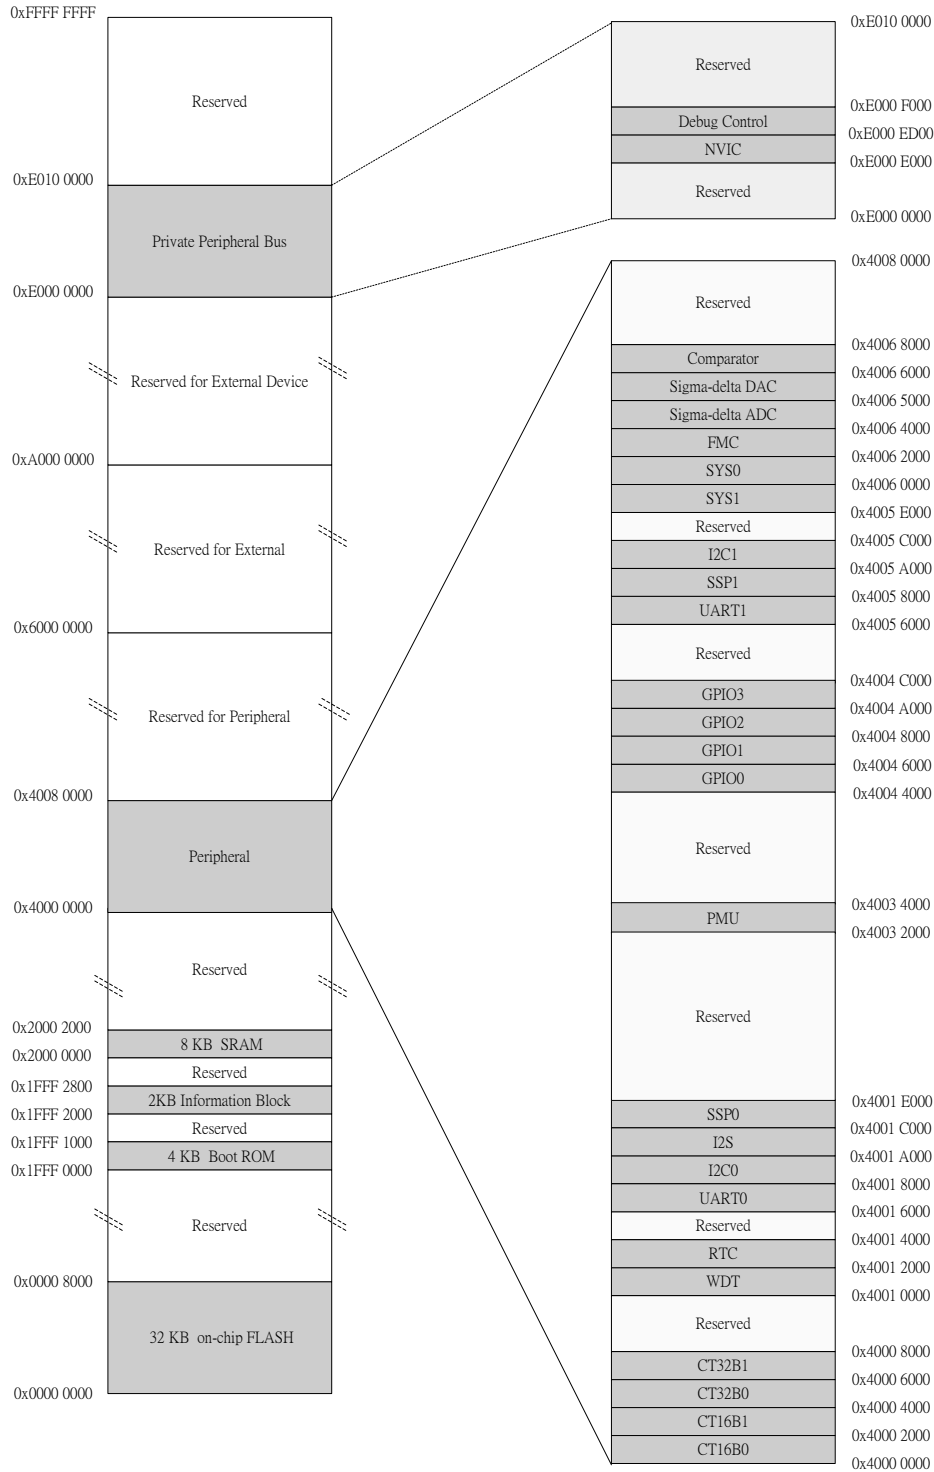 0xFFFF FFFF
Reserved
0xE010 0000
Private Peripheral Bus
0xE000 0000
Reserved for External Device
0xA000 0000
Reserved for External
0x6000 0000
Reserved for Peripheral
0x4008 0000
Peripheral
0x4000 0000
Reserved
0x2000 2000
8 KB SRAM
0x2000 0000
Reserved
0x1FFF 2800
2KB Information Block
0x1FFF 2000
Reserved
0x1FFF 1000
4 KB Boot ROM
0x1FFF 0000
Reserved
0x0000 8000
32 KB on-chip FLASH
0x0000 0000
0xE010 0000
Reserved
0xE000 F000
Debug Control
0xE000 ED00
NVIC
0xE000 E000
Reserved
0xE000 0000
0x4008 0000
Reserved
0x4006 8000
Comparator
0x4006 6000
Sigma-delta DAC
0x4006 5000
Sigma-delta ADC
0x4006 4000
FMC
0x4006 2000
SYS0
0x4006 0000
SYS1
0x4005 E000
Reserved
0x4005 C000
I2C1
0x4005 A000
SSP1
0x4005 8000
UART1
0x4005 6000
Reserved
0x4004 C000
GPIO3
0x4004 A000
GPIO2
0x4004 8000
GPIO1
0x4004 6000
GPIO0
0x4004 4000
Reserved
0x4003 4000
PMU
0x4003 2000
Reserved
0x4001 E000
SSP0
0x4001 C000
I2S
0x4001 A000
I2C0
0x4001 8000
UART0
0x4001 6000
Reserved
0x4001 4000
RTC
0x4001 2000
WDT
0x4001 0000
Reserved
0x4000 8000
CT32B1
0x4000 6000
CT32B0
0x4000 4000
CT16B1
0x4000 2000
CT16B0
0x4000 0000